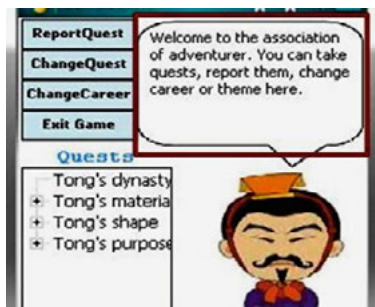 ReportQuest
ChangeQuest
ChangeCareer
Exit Game
Welcome to the association
of adventurer. You can take
quests, report them, change
career or theme here.
Quests
Tong's dynasty
Tong's materia
Tong's shape
Tong's purpose